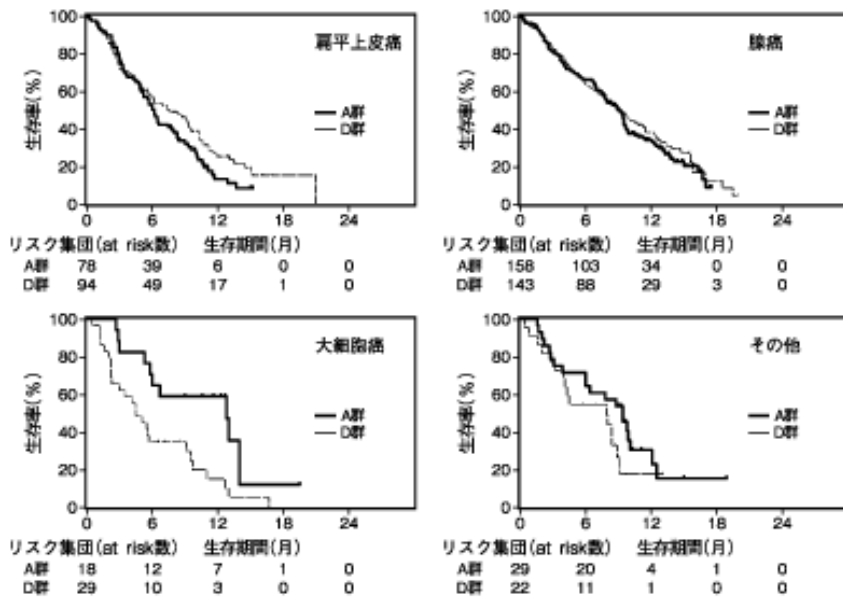 100
80
60
40
20
0
生存率(%)
扁平上皮癌
A群
D群
0 6 12 18 24
リスク集団(at risk数) 生存期間(月)
A群 78 39 6 0 0
D群 94 49 17 1 0
100
80
60
40
20
0
生存率(%)
腺癌
A群
D群
0 6 12 18 24
リスク集団(at risk数) 生存期間(月)
A群 158 103 34 0 0
D群 143 88 29 3 0
100
80
60
40
20
0
生存率(%)
大細胞癌
A群
D群
0 6 12 18 24
リスク集団(at risk数) 生存期間(月)
A群 18 12 7 1 0
D群 29 10 3 0 0
100
80
60
40
20
0
生存率(%)
その他
A群
D群
0 6 12 18 24
リスク集団(at risk数) 生存期間(月)
A群 29 20 4 1 0
D群 22 11 1 0 0